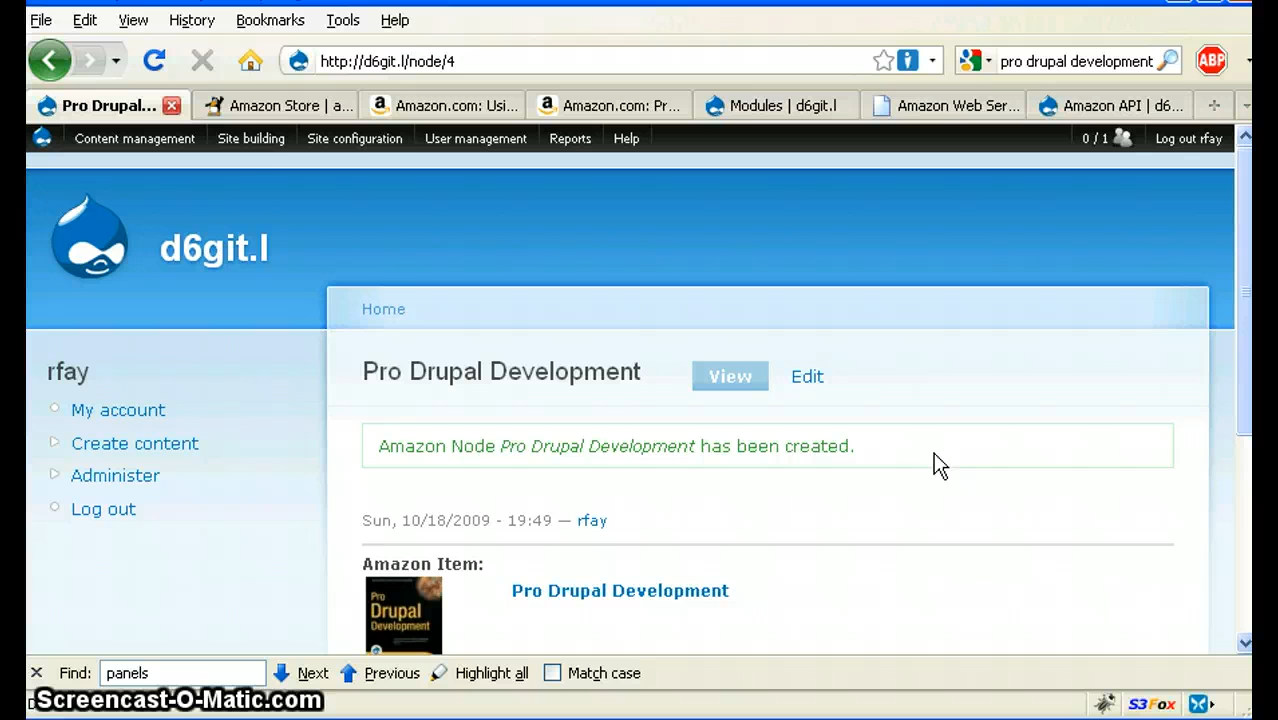 File Edit View History Bookmarks Tools Help
http://d6git.l/node/4
pro drupal development
ABP
Pro Drupal...
Amazon Store | a...
Amazon.com: Usi...
Amazon.com: Pr...
Modules | d6git.l
Amazon Web Ser...
Amazon API | d6...
Content management Site building Site configuration User management Reports Help 0 / 1 Log out rfay
d6git.l
Home
rfay
My account
Create content
Administer
Log out
Pro Drupal Development View Edit
Amazon Node Pro Drupal Development has been created.
Sun, 10/18/2009 - 19:49 — rfay
Amazon Item:
Pro
Drupal
Development
Pro Drupal Development
Find: panels Next Previous Highlight all Match case
Screencast-O-Matic.com
S3Fox